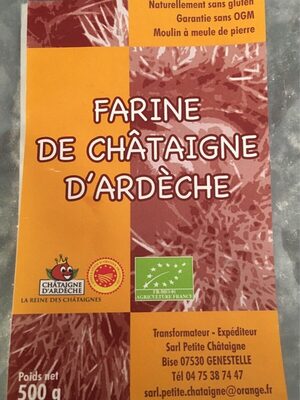 Naturellement sans gluten
Garantie sans OGM
Moulin à meule de pierre
FARINE
DE CHÂTAIGNE
D'ARDÈCHE
CHÂTAIGNE
D'ARDÈCHE
LA REINE DES CHÂTAIGNES
AGRICULTURE FRANCE
Transformateur - Expéditeur
Sarl Petite Châtaigne
Bise 07530 GENESTELLE
Tél 04 75 38 74 47
sarl.petite.chataigne@orange.fr
Poids net
500 g